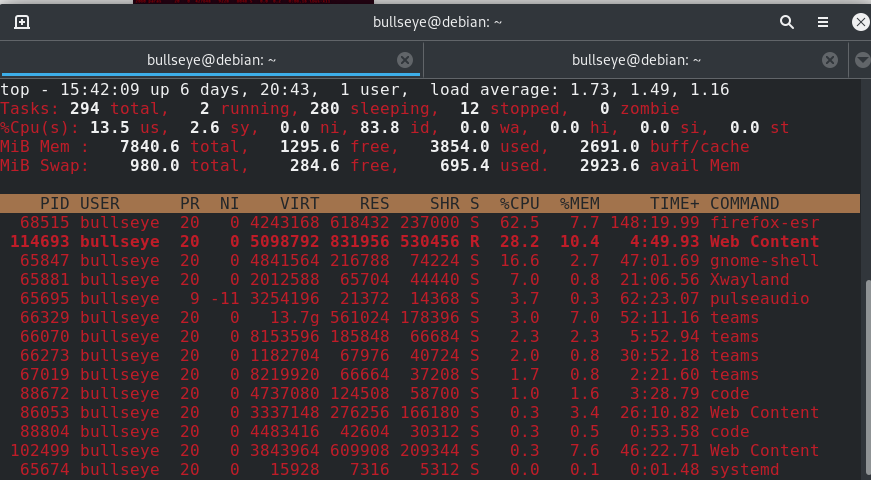 bullseye@debian: ~
bullseye@debian: ~ bullseye@debian: ~
top - 15:42:09 up 6 days, 20:43,  1 user,  load average: 1.73, 1.49, 1.16
Tasks: 294 total,   2 running, 280 sleeping,  12 stopped,   0 zombie
%Cpu(s): 13.5 us,  2.6 sy,  0.0 ni, 83.8 id,  0.0 wa,  0.0 hi,  0.0 si,  0.0 st
MiB Mem :   7840.6 total,   1295.6 free,   3854.0 used,   2691.0 buff/cache
MiB Swap:    980.0 total,    284.6 free,    695.4 used.  2923.6 avail Mem
PID USER      PR  NI    VIRT    RES    SHR S  %CPU  %MEM     TIME+ COMMAND
68515 bullseye  20   0 4243168 618432 237000 S  62.5   7.7 148:19.99 firefox-esr
114693 bullseye  20   0 5098792 831956 530456 R  28.2  10.4   4:49.93 Web Content
65847 bullseye  20   0 4841564 216788  74224 S  16.6   2.7  47:01.69 gnome-shell
65881 bullseye  20   0 2012588  65704  44440 S   7.0   0.8  21:06.56 Xwayland
65695 bullseye   9 -11 3254196  21372  14368 S   3.7   0.3  62:23.07 pulseaudio
66329 bullseye  20   0   13.7g 561024 178396 S   3.0   7.0  52:11.16 teams
66070 bullseye  20   0 8153596 185848  66684 S   2.3   2.3   5:52.94 teams
66273 bullseye  20   0 1182704  67976  40724 S   2.0   0.8  30:52.18 teams
67019 bullseye  20   0 8219920  66664  37208 S   1.7   0.8   2:21.60 teams
88672 bullseye  20   0 4737080 124508  58700 S   1.0   1.6   3:28.79 code
86053 bullseye  20   0 3337148 276256 166180 S   0.3   3.4  26:10.82 Web Content
88804 bullseye  20   0 4483416  42604  30312 S   0.3   0.5   0:53.58 code
102499 bullseye  20   0 3843964 609908 209344 S   0.3   7.6  46:22.71 Web Content
65674 bullseye  20   0   15928   7316   5312 S   0.0   0.1   0:01.48 systemd